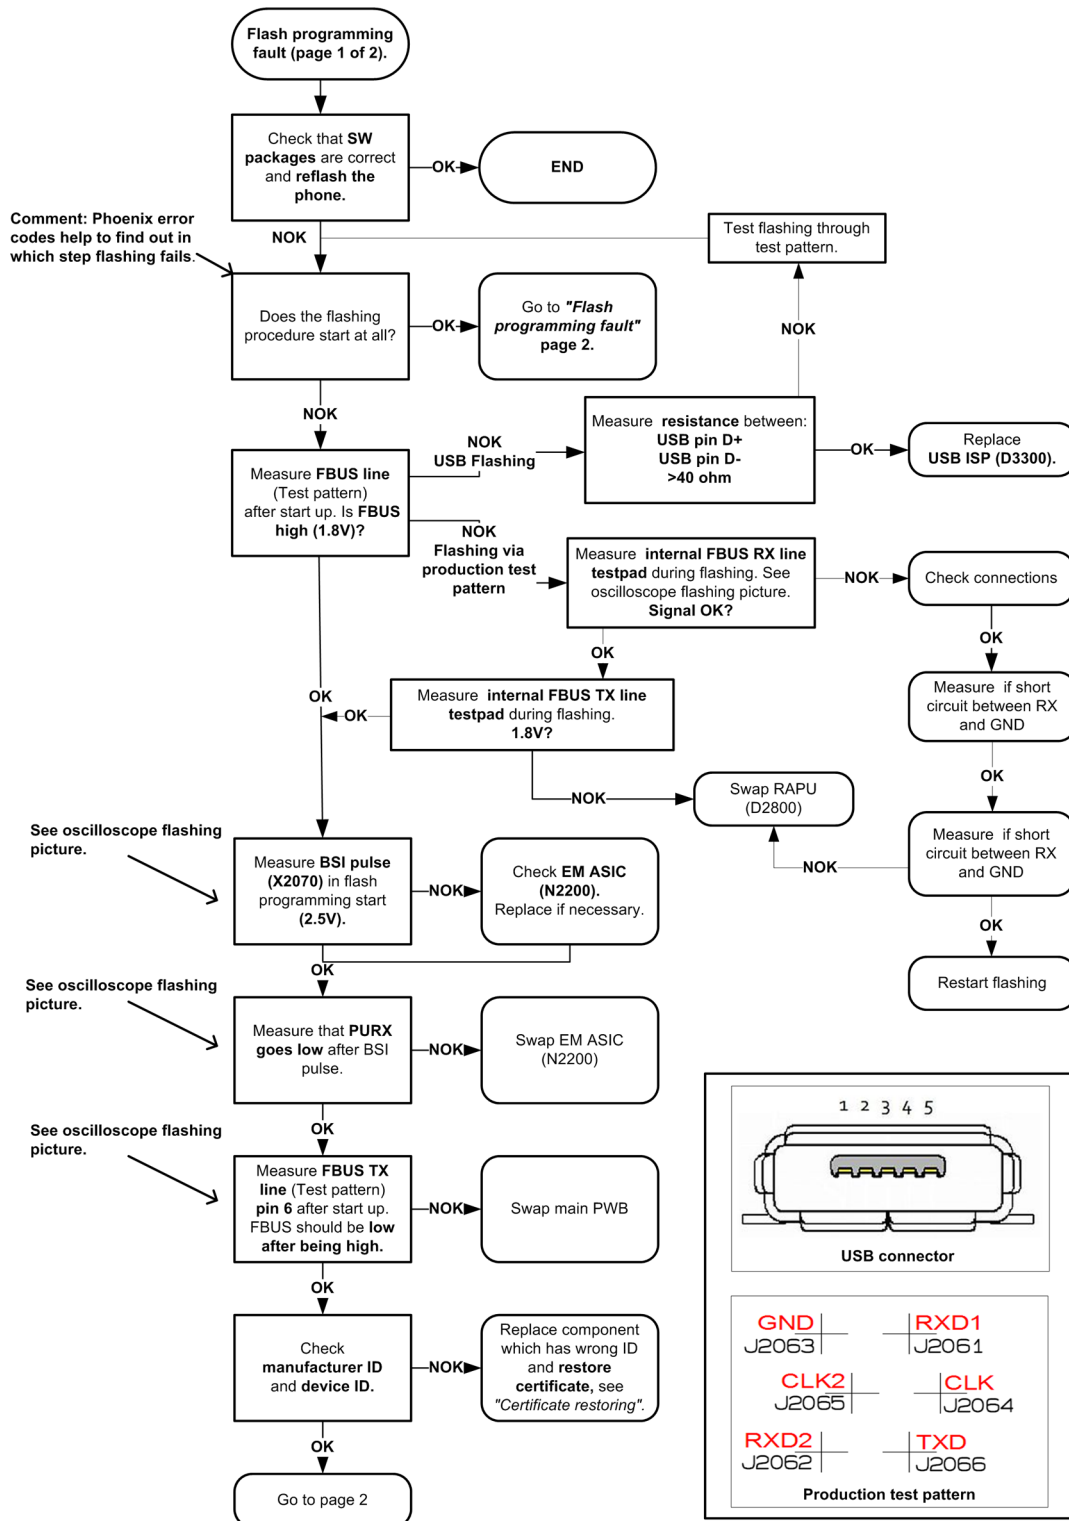 Flash programming
fault (page 1 of 2).
Check that SW
packages are correct
and reflash the
phone.
OK
END
Comment: Phoenix error
codes help to find out in
which step flashing fails.
NOK
Test flashing through
test pattern.
Does the flashing
procedure start at all?
OK
Go to "Flash
programming fault"
page 2.
NOK
NOK
Measure FBUS line
(Test pattern)
after start up. Is FBUS
high (1.8V)?
NOK
USB Flashing
Measure resistance between:
USB pin D+
USB pin D-
>40 ohm
OK
Replace
USB ISP (D3300).
NOK
Flashing via
production test
pattern
Measure internal FBUS RX line
testpad during flashing. See
oscilloscope flashing picture.
Signal OK?
NOK
Check connections
OK
OK
Measure internal FBUS TX line
testpad during flashing.
1.8V?
OK
OK
Measure if short
circuit between RX
and GND
OK
NOK
Swap RAPU
(D2800)
Measure if short
circuit between RX
and GND
NOK
OK
Restart flashing
See oscilloscope flashing
picture.
Measure BSI pulse
(X2070) in flash
programming start
(2.5V).
NOK
Check EM ASIC
(N2200).
Replace if necessary.
OK
See oscilloscope flashing
picture.
Measure that PURX
goes low after BSI
pulse.
NOK
Swap EM ASIC
(N2200)
OK
See oscilloscope flashing
picture.
Measure FBUS TX
line (Test pattern)
pin 6 after start up.
FBUS should be low
after being high.
NOK
Swap main PWB
OK
Check
manufacturer ID
and device ID.
NOK
Replace component
which has wrong ID
and restore
certificate, see
"Certificate restoring".
OK
Go to page 2
1 2 3 4 5
USB connector
GND
J2063
RXD1
J2061
CLK2
J2065
CLK
J2064
RXD2
J2062
TXD
J2066
Production test pattern